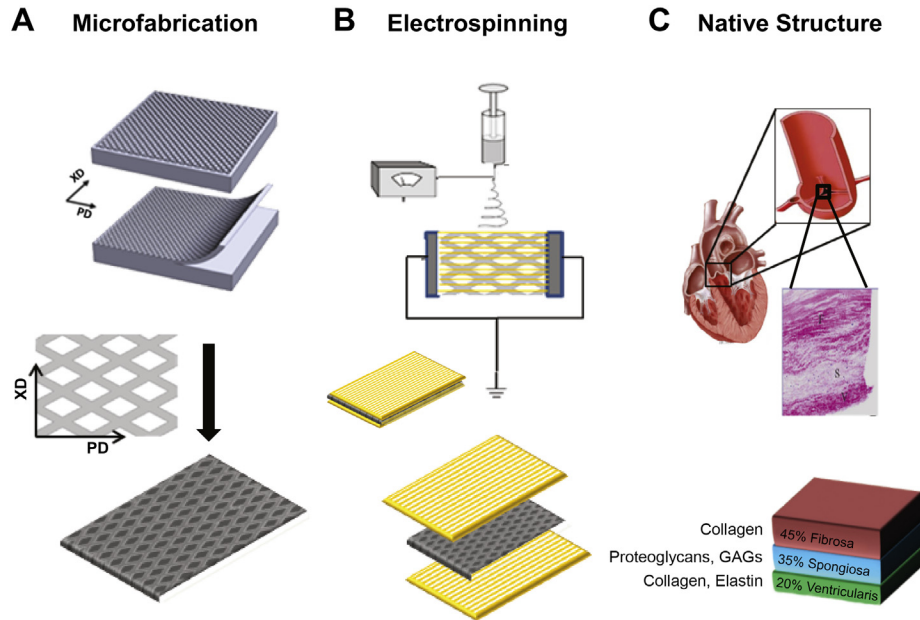 A Microfabrication
B Electrospinning
C Native Structure
XD
PD
XD
PD
F
S
V
Collagen
45% Fibrosa
Proteoglycans, GAGs
35% Spongiosa
Collagen, Elastin
20% Ventricularis